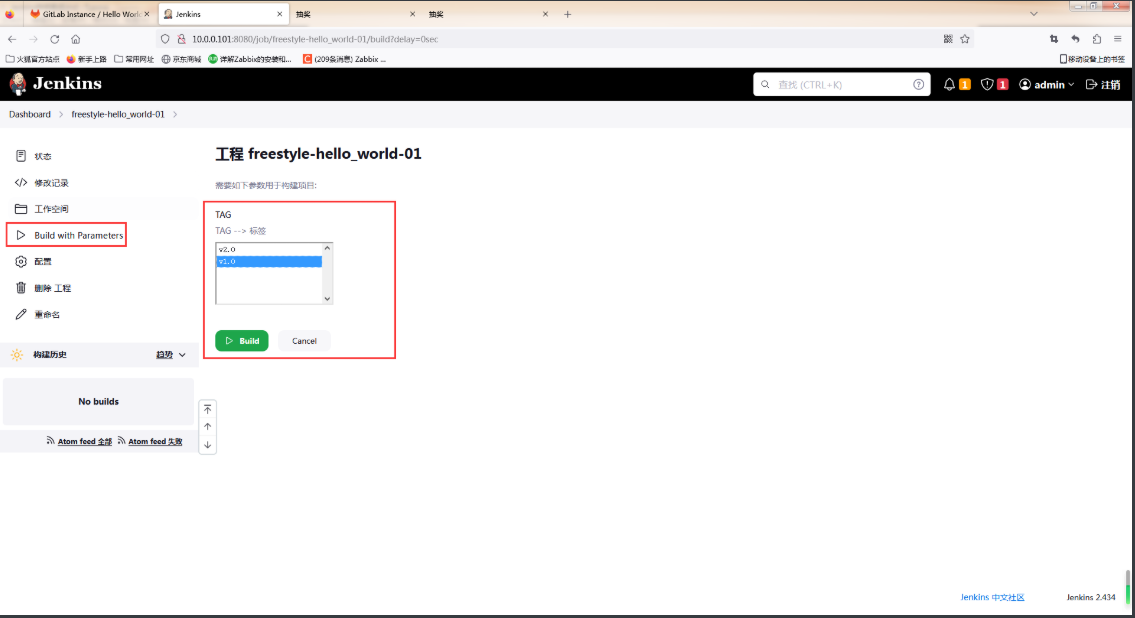 GitLab Instance / Hello World
Jenkins
抽奖
抽奖
10.0.0.101:8080/job/freestyle-hello_world-01/build?delay=0sec
火狐官方站点
新手上路
常用网址
京东商城
详解Zabbix的安装和...
(209条消息) Zabbix ...
移动设备上的书签
Jenkins
查找 (CTRL+K)
1
1
admin
注销
Dashboard
freestyle-hello_world-01
状态
修改记录
工作空间
Build with Parameters
配置
删除 工程
重命名
构建历史
趋势
No builds
Atom feed 全部
Atom feed 失败
工程 freestyle-hello_world-01
需要如下参数用于构建项目:
TAG
TAG --> 标签
v2.0
v1.0
Build
Cancel
Jenkins 中文社区
Jenkins 2.434